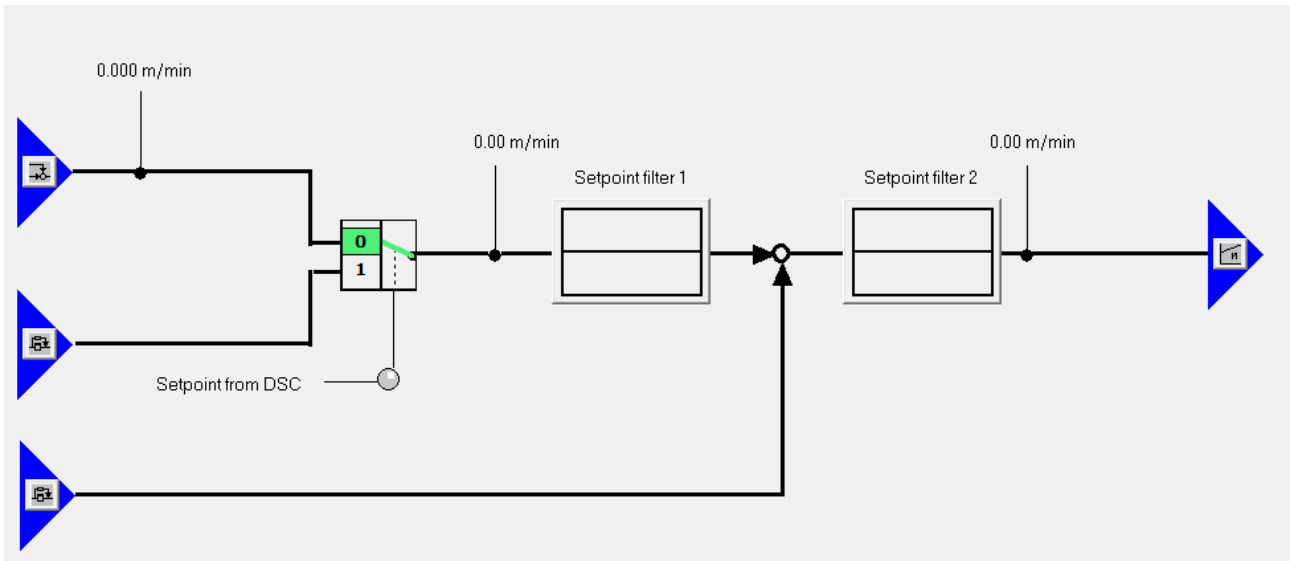 0.000 m/min
0.00 m/min
0.00 m/min
Setpoint filter 1
Setpoint filter 2
0
1
Setpoint from DSC
n